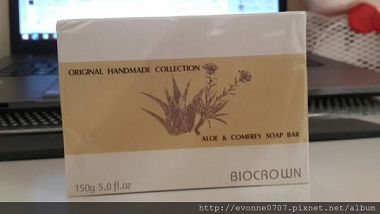 ORIGINAL HANDMADE COLLECTION
ALOE & COMFREY SOAP BAR
150g 5.0 fl.oz
BIOCROWN
http://evonne0707.pixnet.net/album